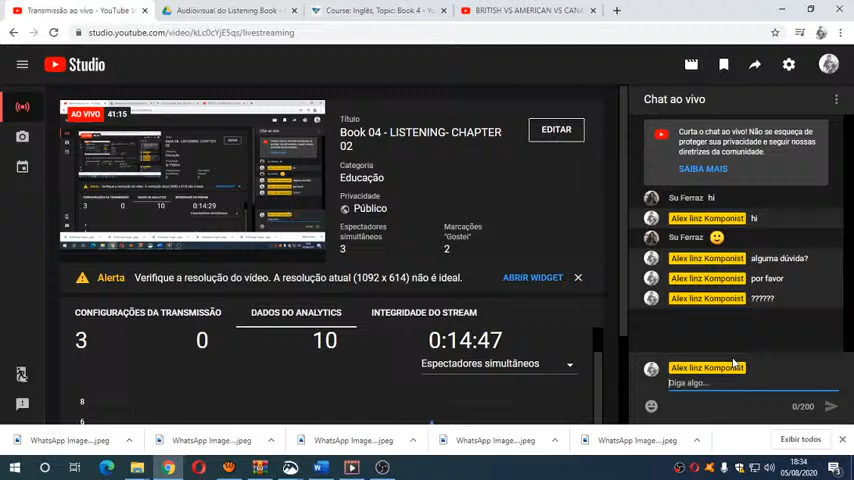 Transmissão ao vivo - YouTube S
Audiovisual do Listening Book
Course: Inglês, Topic: Book 4 - Yo
BRITISH VS AMERICAN VS CANA
studio.youtube.com/video/kLc0cYjE5qs/livestreaming
Studio
AO VIVO 41:15
Título
Book 04 - LISTENING- CHAPTER
02
EDITAR
Categoria
Educação
Privacidade
Público
Espectadores
simultâneos
3
Marcações
"Gostei"
2
Alerta Verifique a resolução do vídeo. A resolução atual (1092 x 614) não é ideal.
ABRIR WIDGET
CONFIGURAÇÕES DA TRANSMISSÃO
DADOS DO ANALYTICS
INTEGRIDADE DO STREAM
3
0
10
0:14:47
Espectadores simultâneos
8
6
Chat ao vivo
Curta o chat ao vivo! Não se esqueça de
proteger sua privacidade e seguir nossas
diretrizes da comunidade.
SAIBA MAIS
Su Ferraz hi
Alex linz Komponist hi
Su Ferraz
Alex linz Komponist alguma dúvida?
Alex linz Komponist por favor
Alex linz Komponist ??????
Alex linz Komponist
Diga algo...
0/200
WhatsApp Image....jpeg
WhatsApp Image....jpeg
WhatsApp Image....jpeg
WhatsApp Image....jpeg
WhatsApp Image....jpeg
Exibir todos
18:34
05/08/2020